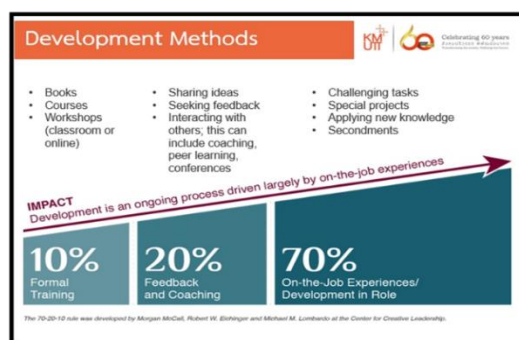 Development Methods
KM
UTT
60
Celebrating 60 years
• Books
• Courses
• Workshops
(classroom or
online)
• Sharing ideas
• Seeking feedback
• Interacting with
others; this can
include coaching,
peer learning,
conferences
• Challenging tasks
• Special projects
• Applying new knowledge
• Secondments
IMPACT
Development is an ongoing process driven largely by on-the-job experiences
10%
Formal
Training
20%
Feedback
and Coaching
70%
On-the-Job Experiences/
Development in Role
The 70-20-10 rule was developed by Morgan McCall, Robert W. Eichinger and Michael M. Lombardo at the Center for Creative Leadership.